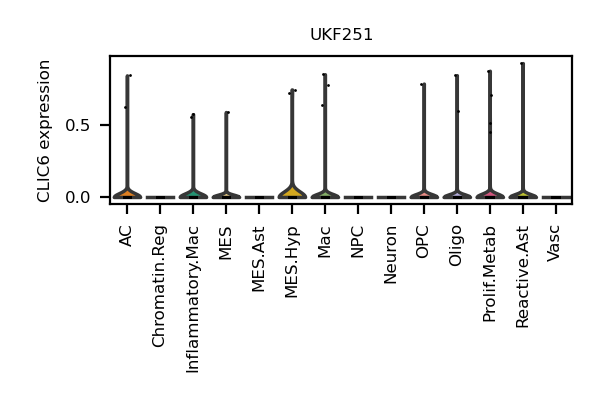 UKF251
CLIC6 expression
0.5
0.0
AC
Chromatin.Reg
Inflammatory.Mac
MES
MES.Ast
MES.Hyp
Mac
NPC
Neuron
OPC
Oligo
Prolif.Metab
Reactive.Ast
Vasc